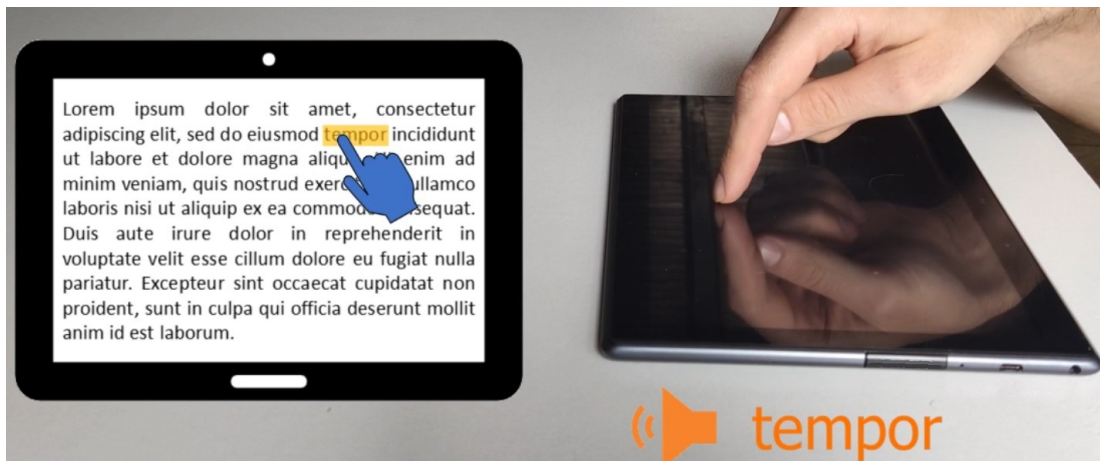 Lorem ipsum dolor sit amet, consectetur
adipiscing elit, sed do eiusmod tempor incididunt
ut labore et dolore magna enim ad
minim veniam, quis nostrud ullamco
laboris nisi ut aliquip ex ea
Duis aute irure dolor in reprehenderit in
voluptate velit esse cillum dolore eu fugiat nulla
pariatur. Excepteur sint occaecat cupidatat non
proident, sunt in culpa qui officia deserunt mollit
anim id est laborum.
tempor